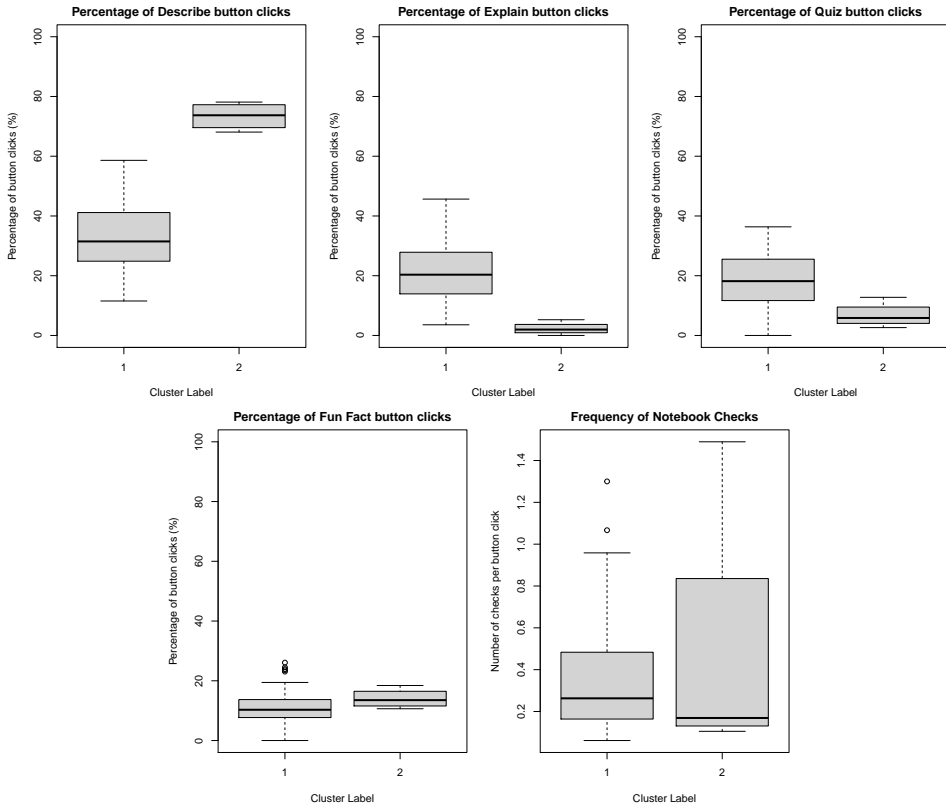 Percentage of Describe button clicks
Percentage of button clicks (%)
100
80
60
40
20
0
1 2
Cluster Label
Percentage of Explain button clicks
Percentage of button clicks (%)
100
80
60
40
20
0
1 2
Cluster Label
Percentage of Quiz button clicks
Percentage of button clicks (%)
100
80
60
40
20
0
1 2
Cluster Label
Percentage of Fun Fact button clicks
Percentage of button clicks (%)
100
80
60
40
20
0
1 2
Cluster Label
Frequency of Notebook Checks
Number of checks per button click
1.4
1.2
1.0
0.8
0.6
0.4
0.2
1 2
Cluster Label